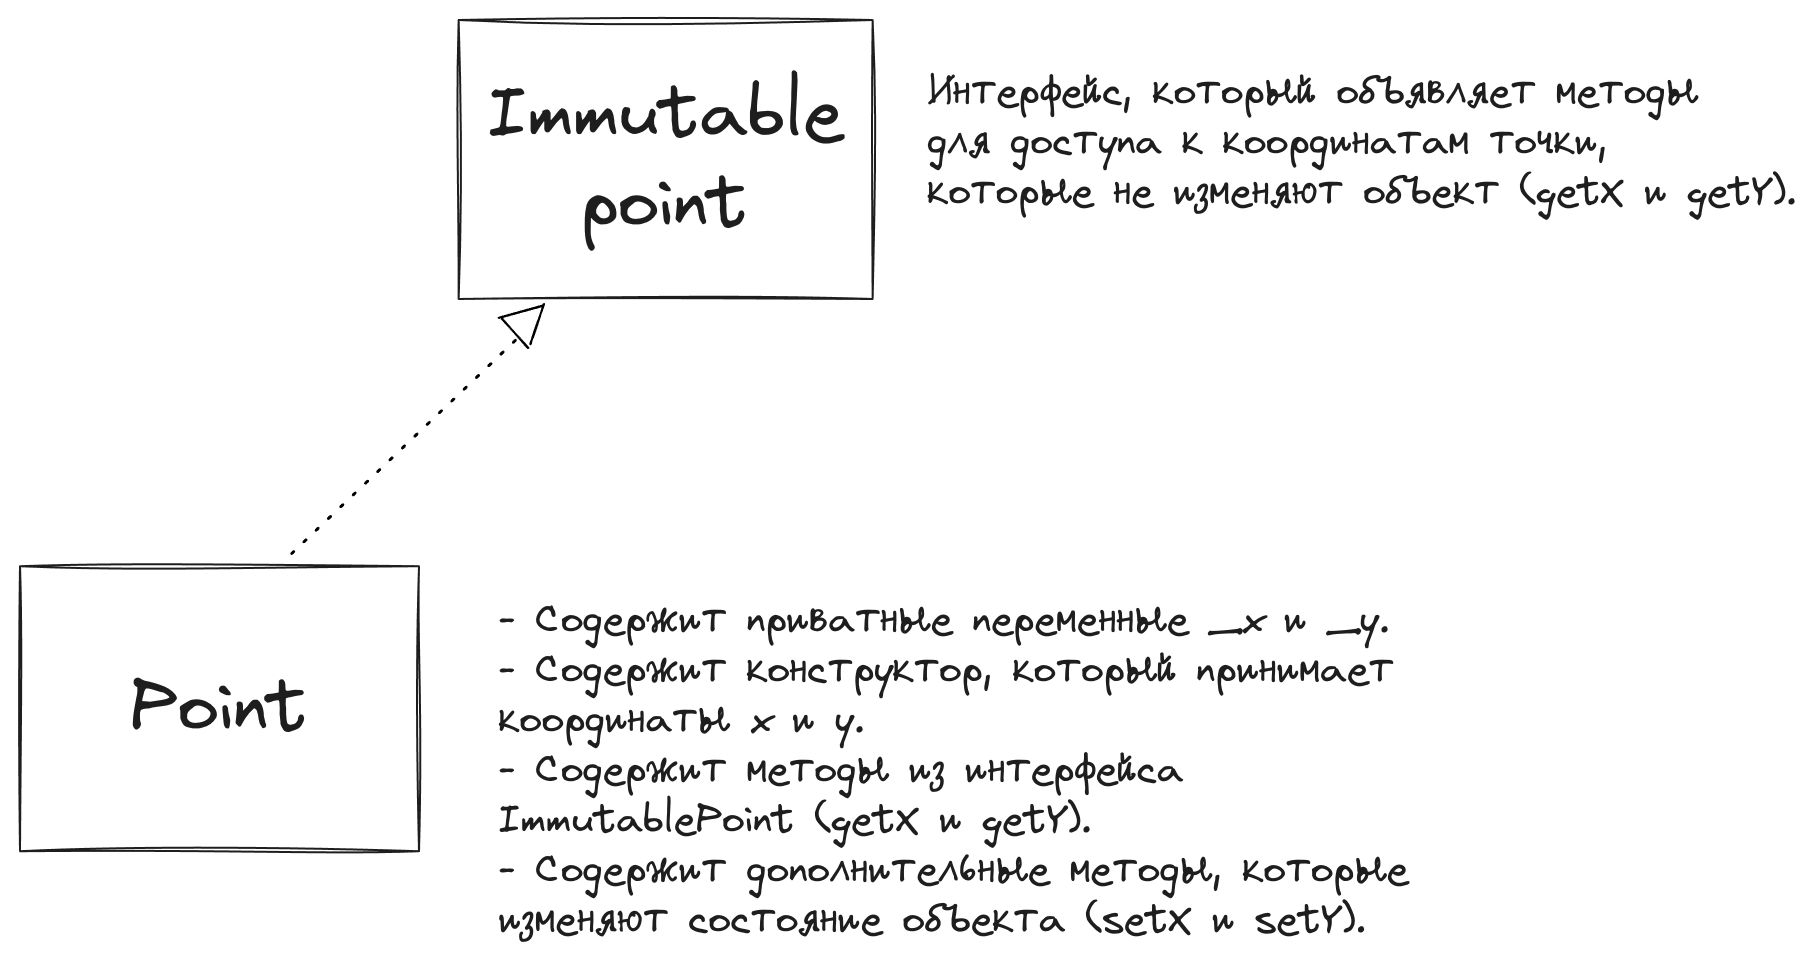 Immutable
point
Интерфейс, который объявляет методы
для доступа к координатам точки,
которые не изменяют объект (getX и getY).
Point
- Содержит приватные переменные __x и __y.
- Содержит конструктор, который принимает
координаты x и y.
- Содержит методы из интерфейса
ImmutablePoint (getX и getY).
- Содержит дополнительные методы, которые
изменяют состояние объекта (setX и setY).